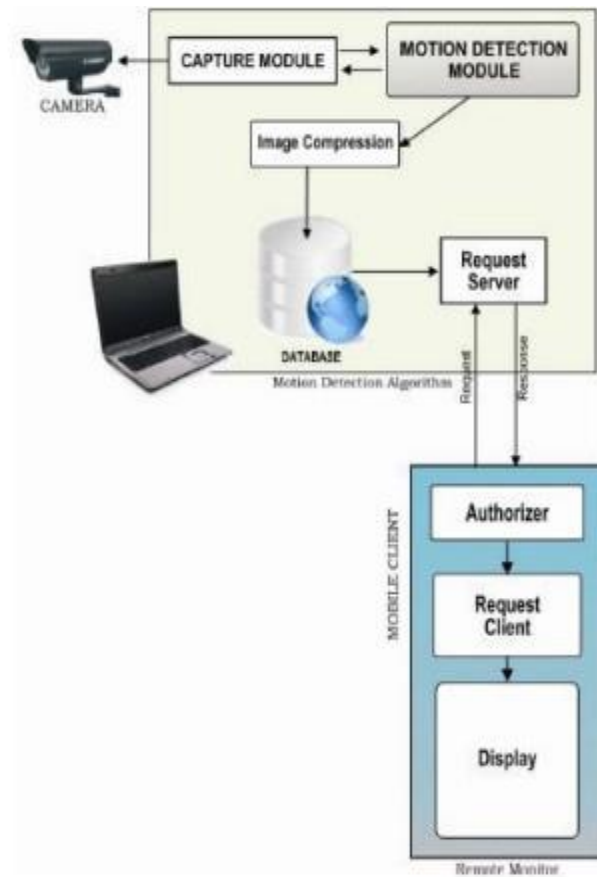 CAPTURE MODULE
MOTION DETECTION
MODULE
CAMERA
Image Compression
Request
Server
DATABASE
Motion Detection Algorithm
Request
Response
MOBILE CLIENT
Authorizer
Request
Client
Display
Remote Monitor